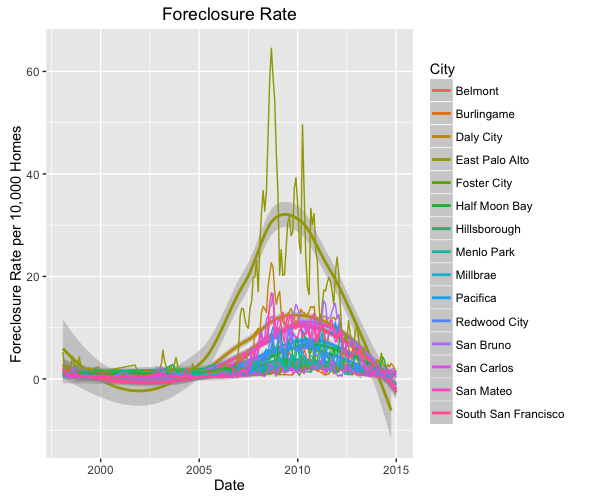 Foreclosure Rate
Foreclosure Rate per 10,000 Homes
60
40
20
0
2000 2005 2010 2015
Date
City
Belmont
Burlingame
Daly City
East Palo Alto
Foster City
Half Moon Bay
Hillsborough
Menlo Park
Millbrae
Pacifica
Redwood City
San Bruno
San Carlos
San Mateo
South San Francisco